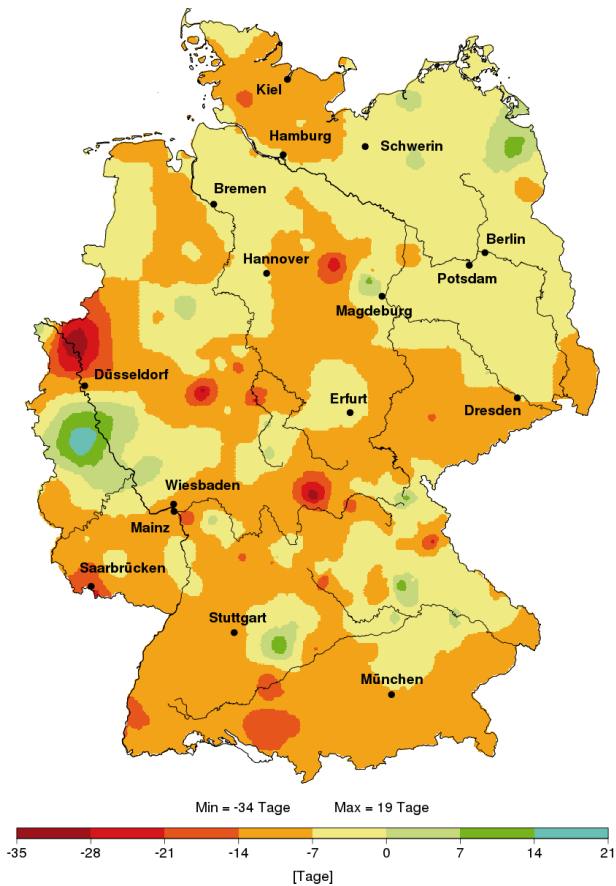 Kiel
Hamburg
Schwerin
Bremen
Berlin
Hannover
Potsdam
Magdeburg
Düsseldorf
Erfurt
Dresden
Wiesbaden
Mainz
Saarbrücken
Stuttgart
München
Min = -34 Tage Max = 19 Tage
-35 -28 -21 -14 -7 0 7 14 21
[Tage]